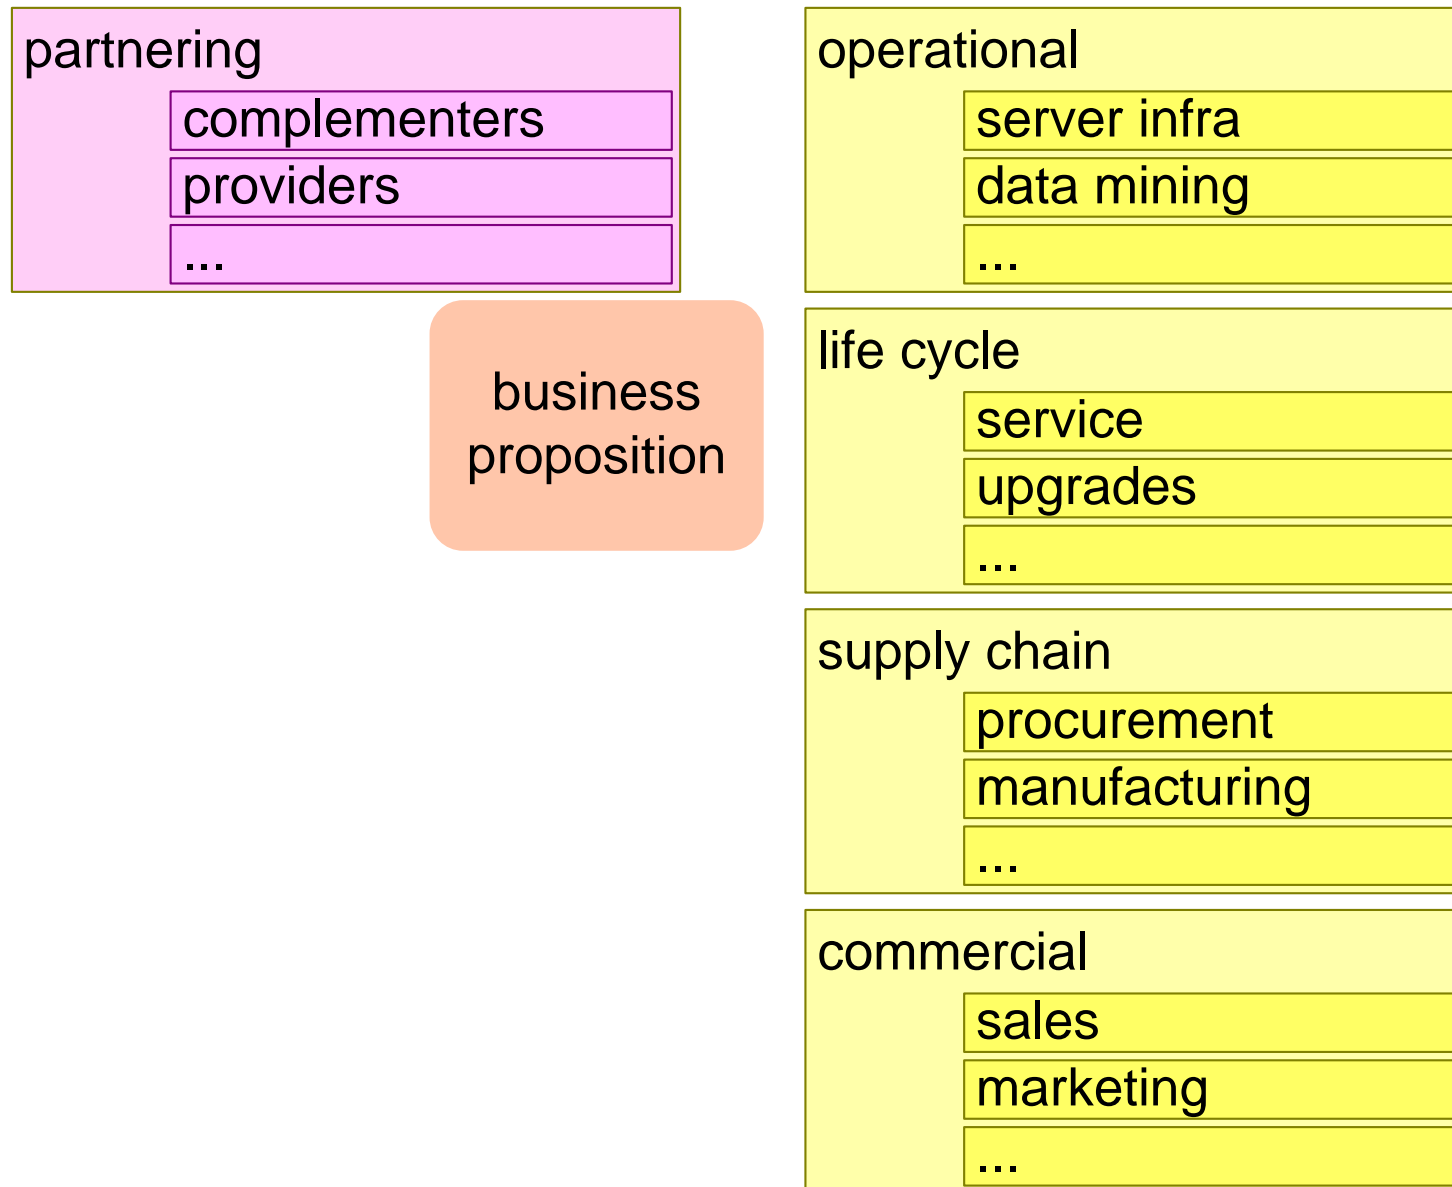 partnering
complementers
providers
...
business
proposition
operational
server infra
data mining
...
life cycle
service
upgrades
...
supply chain
procurement
manufacturing
...
commercial
sales
marketing
...